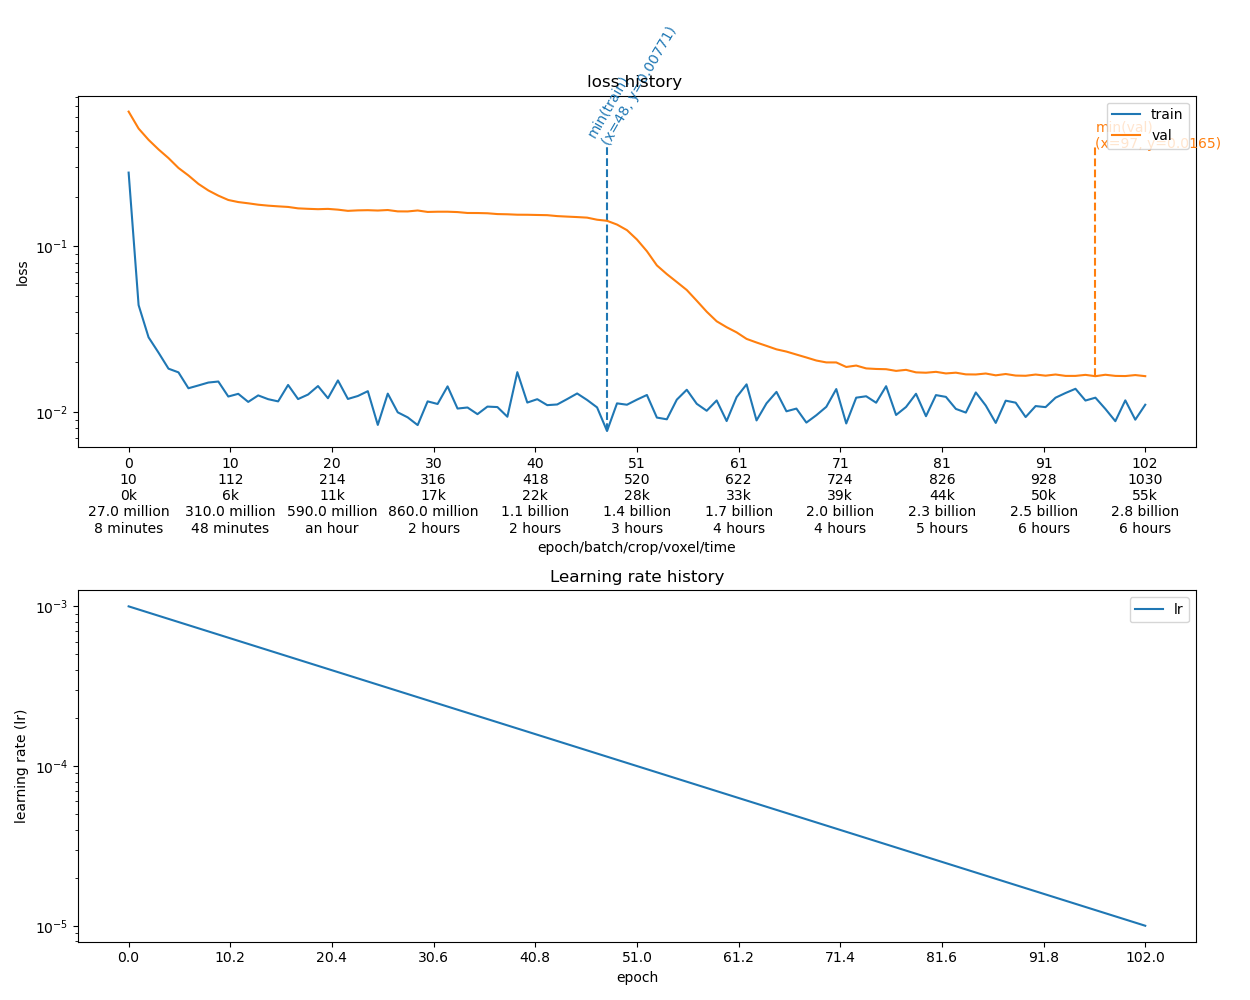 min(train)
(x=48, y=0.00771)
loss history
train
val
min(val)
(x=97, y=0.0165)
loss
10⁻¹
10⁻²
0 10 20 30 40 51 61 71 81 91 102
10 112 214 316 418 520 622 724 826 928 1030
0k 6k 11k 17k 22k 28k 33k 39k 44k 50k 55k
27.0 million 310.0 million 590.0 million 860.0 million 1.1 billion 1.4 billion 1.7 billion 2.0 billion 2.3 billion 2.5 billion 2.8 billion
8 minutes 48 minutes an hour 2 hours 2 hours 3 hours 4 hours 4 hours 5 hours 6 hours 6 hours
epoch/batch/crop/voxel/time
Learning rate history
lr
learning rate (lr)
10⁻³
10⁻⁴
10⁻⁵
0.0 10.2 20.4 30.6 40.8 51.0 61.2 71.4 81.6 91.8 102.0
epoch